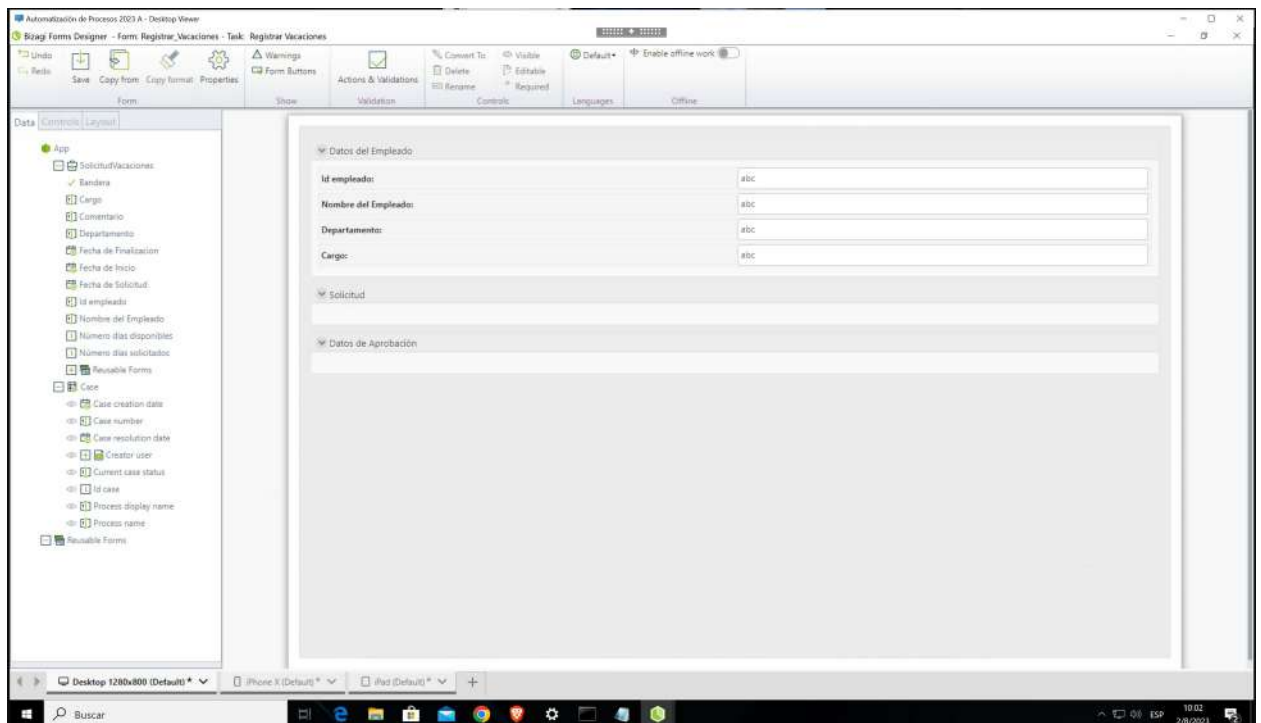 Automatización de Procesos 2023 A - Desktop Viewer
Bizagi Forms Designer - Form: Registrar_Vacaciones - Task: Registrar Vacaciones
Undo
Redo
Save
Copy from
Copy format
Properties
Form
Warnings
Form Buttons
Show
Actions & Validations
Validation
Convert To
Delete
Rename
Visible
Editable
Required
Controls
Default
Languages
Enable offline work
Offline
Data Controls Layout
App
SolicitudVacaciones
Bandera
Cargo
Comentario
Departamento
Fecha de Finalizacion
Fecha de Inicio
Fecha de Solicitud
Id empleado
Nombre del Empleado
Número dias disponibles
Número dias solicitados
Reusable Forms
Case
Case creation date
Case number
Case resolution date
Creator user
Current case status
Id case
Process display name
Process name
Reusable Forms
Datos del Empleado
Id empleado: abc
Nombre del Empleado: abc
Departamento: abc
Cargo: abc
Solicitud
Datos de Aprobación
Desktop 1280x800 (Default) *
iPhone X (Default) *
iPad (Default) *
Buscar
ESP
10:02
2/8/2023